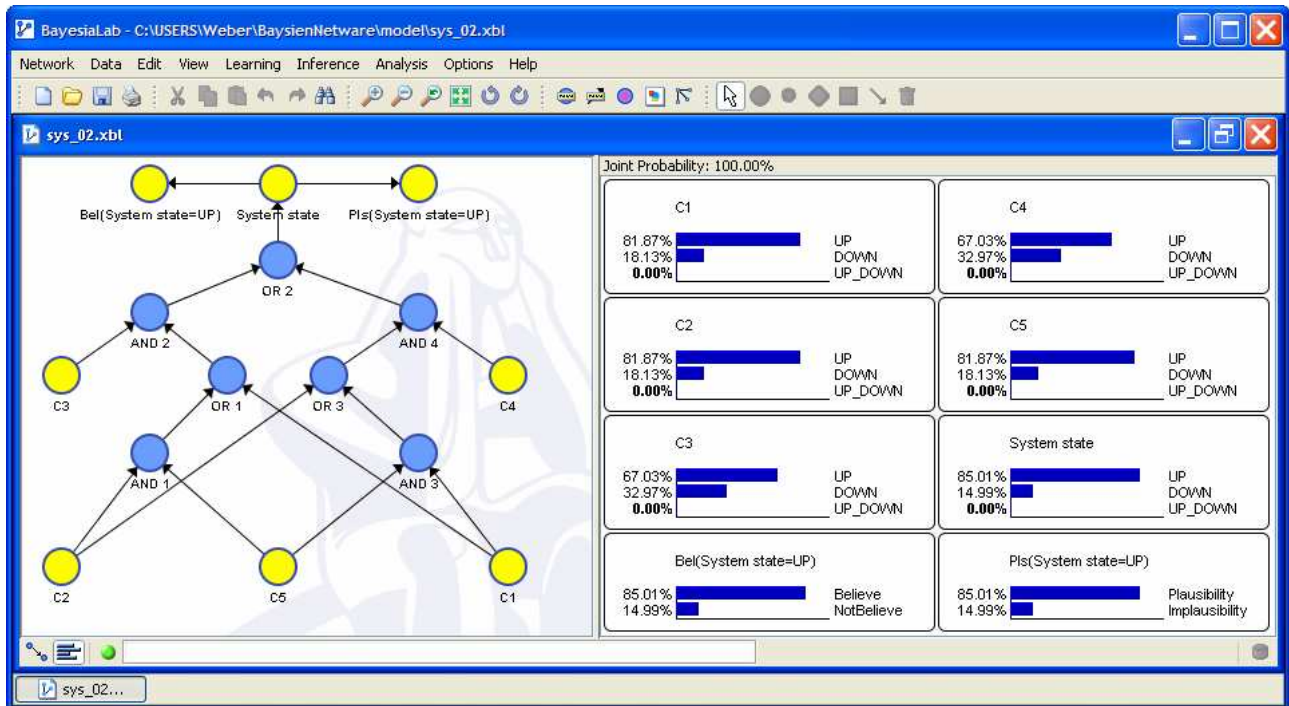 BayesiaLab - C:\USERS\Weber\BaysienNetware\model\sys_02.xbl
Network Data Edit View Learning Inference Analysis Options Help
sys_02.xbl
Bel(System state=UP) System state Pls(System state=UP)
OR 2
AND 2 AND 4
C3 OR 1 OR 3 C4
AND 1 AND 3
C2 C5 C1
Joint Probability: 100.00%
C1
81.87% UP
18.13% DOWN
0.00% UP_DOWN
C4
67.03% UP
32.97% DOWN
0.00% UP_DOWN
C2
81.87% UP
18.13% DOWN
0.00% UP_DOWN
C5
81.87% UP
18.13% DOWN
0.00% UP_DOWN
C3
67.03% UP
32.97% DOWN
0.00% UP_DOWN
System state
85.01% UP
14.99% DOWN
0.00% UP_DOWN
Bel(System state=UP)
85.01% Believe
14.99% NotBelieve
Pls(System state=UP)
85.01% Plausibility
14.99% Implausibility
sys_02...